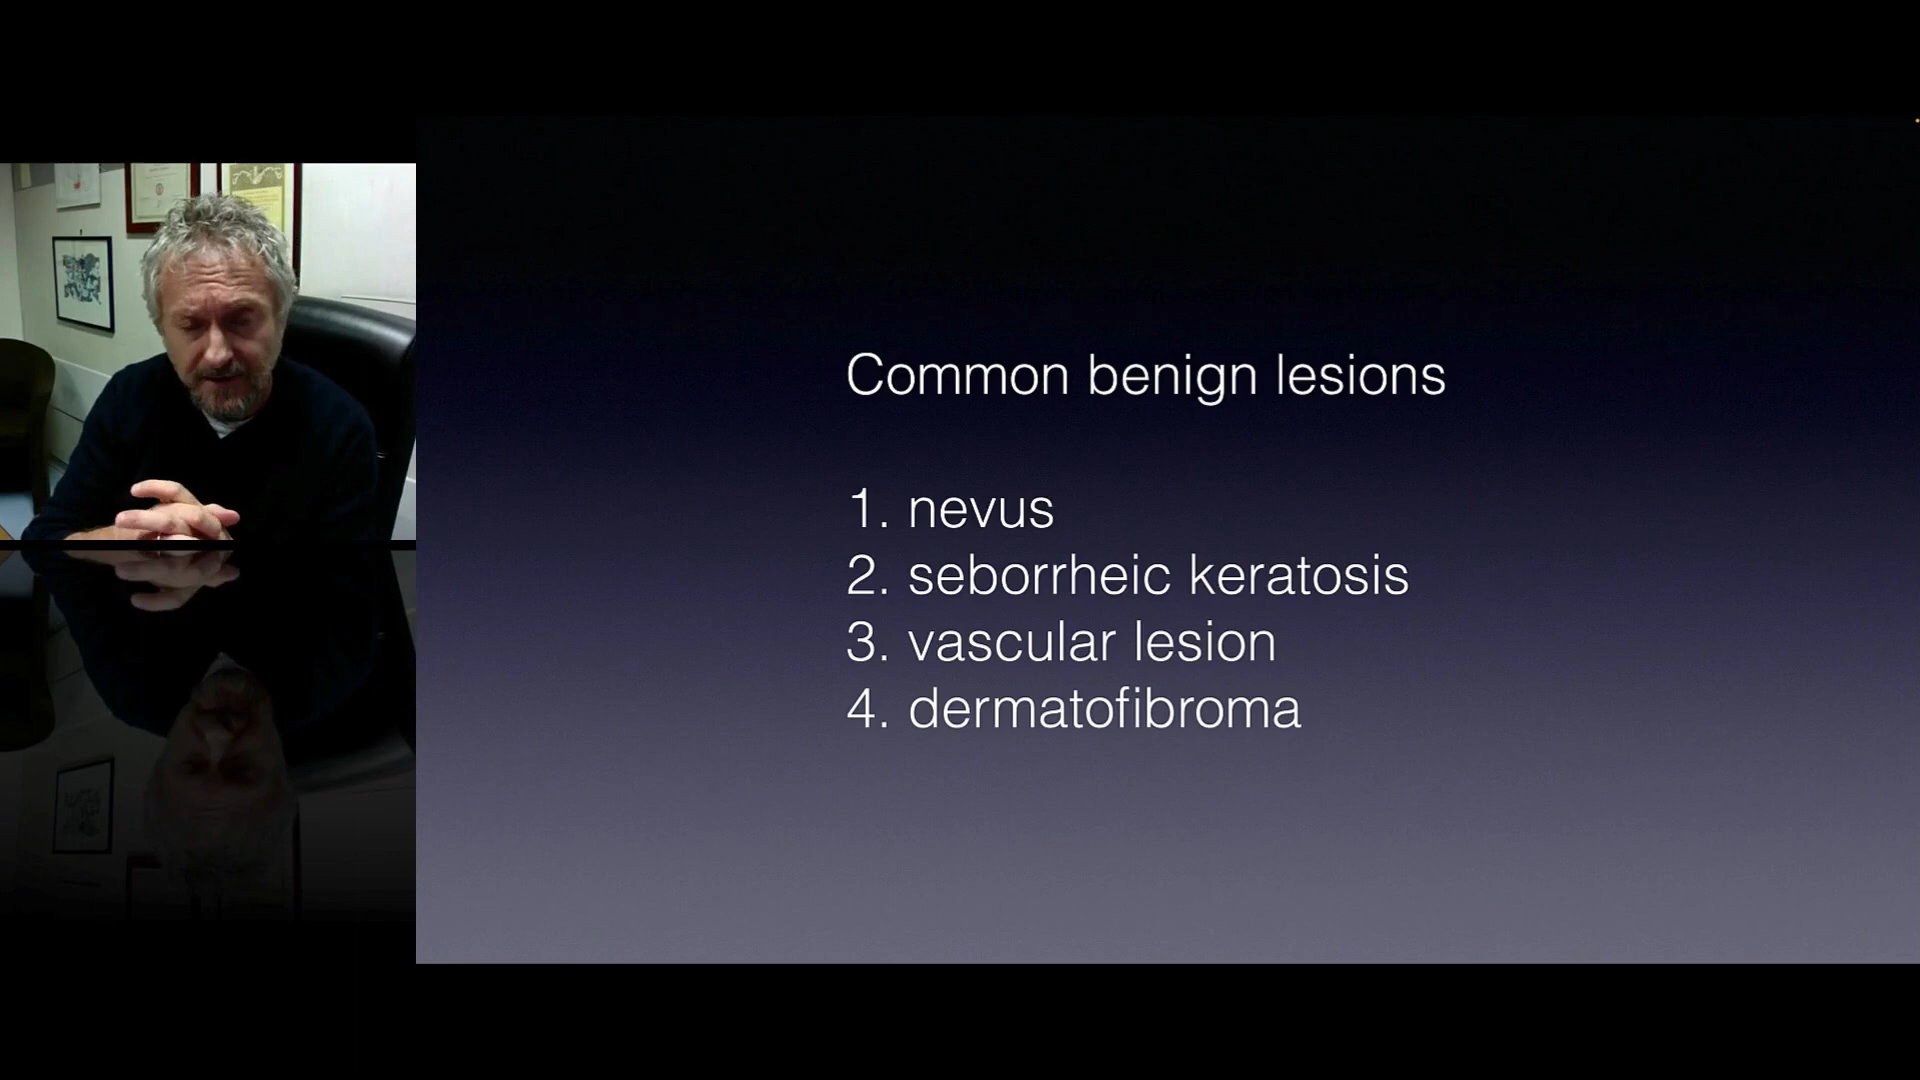 Common benign lesions
1. nevus
2. seborrheic keratosis
3. vascular lesion
4. dermatofibroma